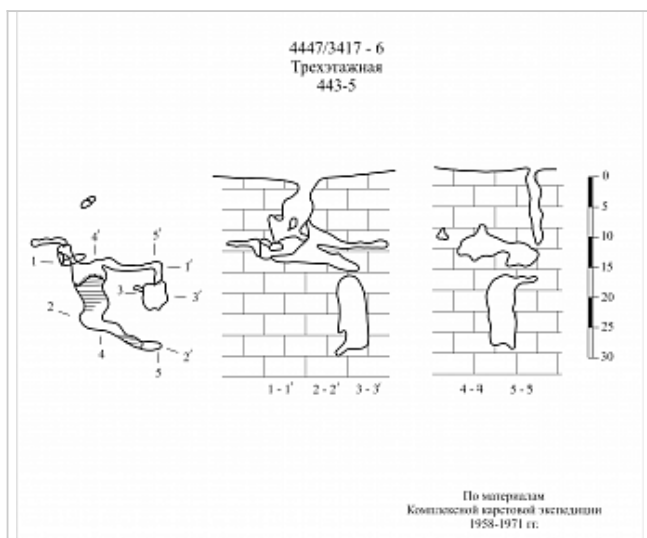 4447/3417 - 6
Трехэтажная
443-5
0
5
10
15
20
25
30
4'
5'
1
1'
3
3'
2
4
5
2'
1 - 1'
2 - 2'
3 - 3'
4 - 4
5 - 5
По материалам
Комплексной карстовой экспедиции
1958-1971 гг.